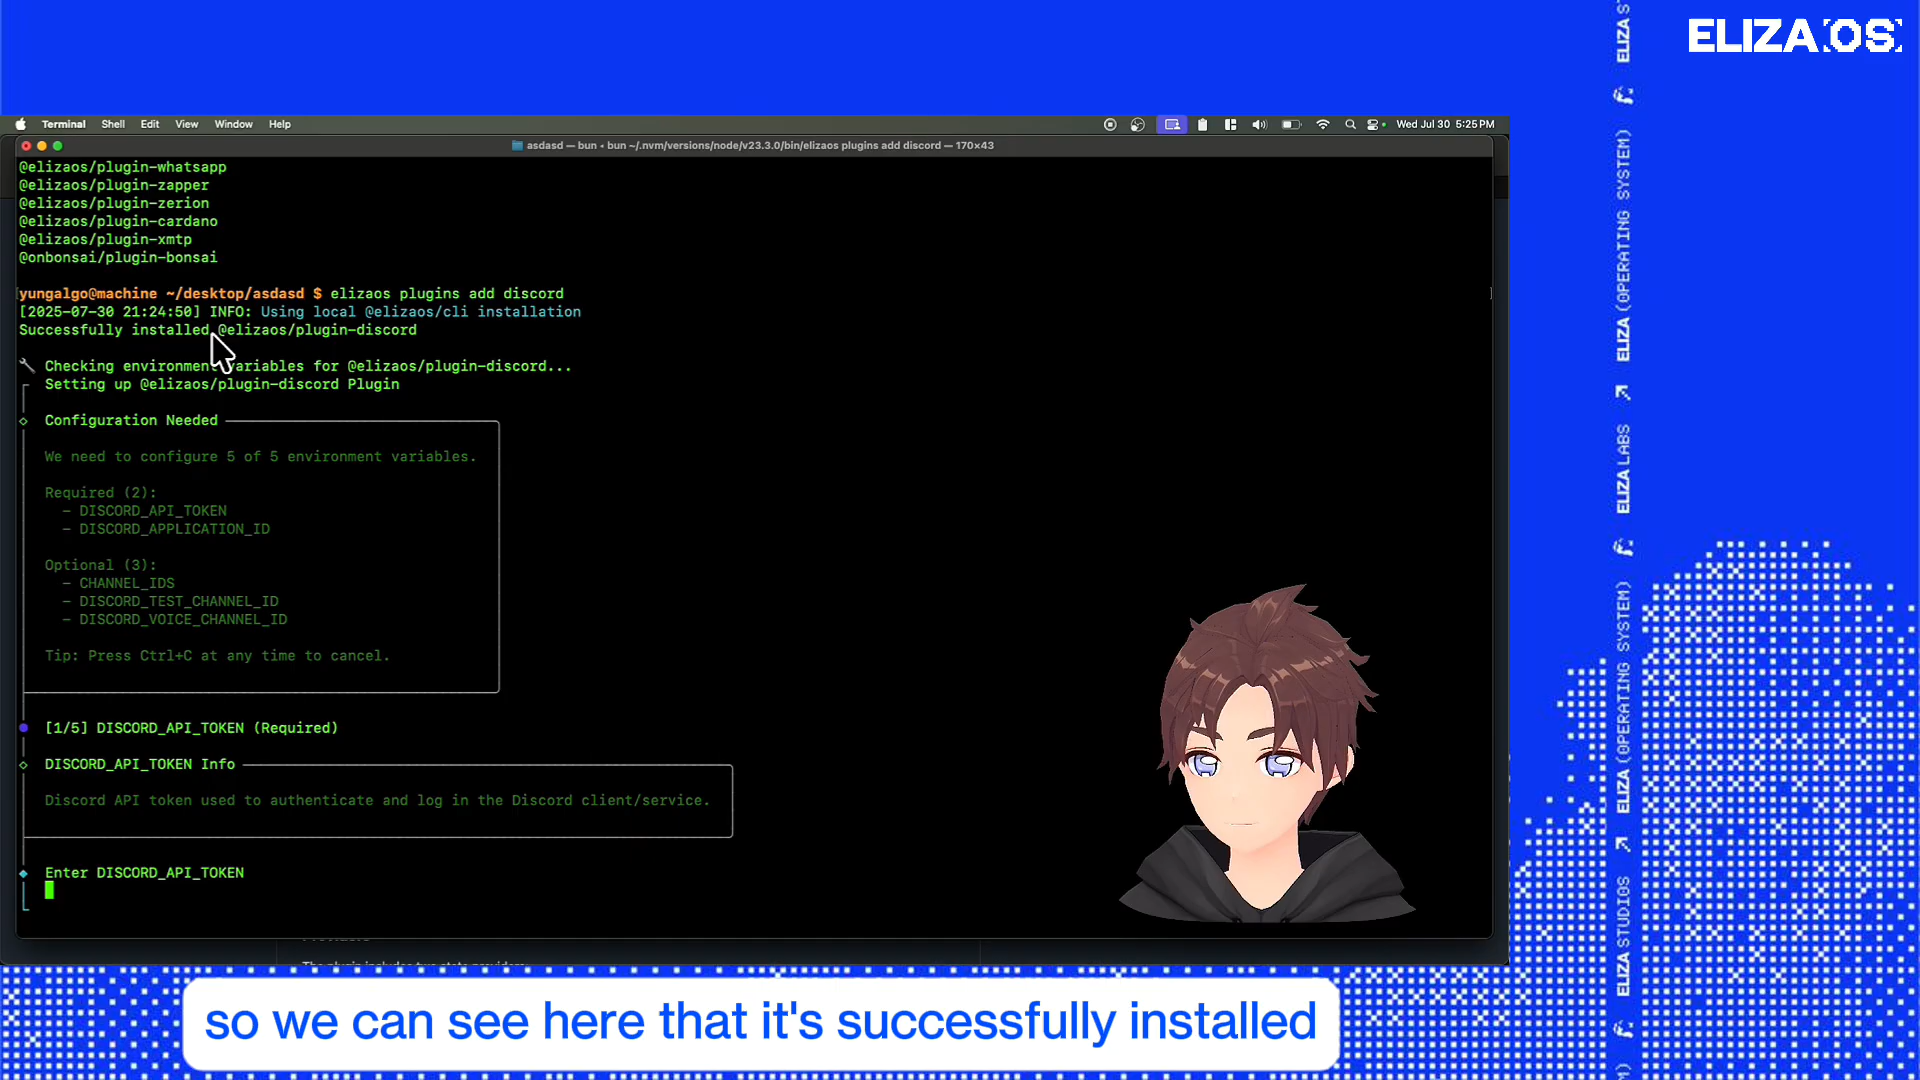 ELIZA OS
Terminal Shell Edit View Window Help
Wed Jul 30 5:25 PM
asdasd — bun • bun ~/.nvm/versions/node/v23.3.0/bin/elizaos plugins add discord — 170×43
@elizaos/plugin-whatsapp
@elizaos/plugin-zapper
@elizaos/plugin-zerion
@elizaos/plugin-cardano
@elizaos/plugin-xmtp
@onbonsai/plugin-bonsai
yungalgo@machine ~/desktop/asdasd $ elizaos plugins add discord
[2025-07-30 21:24:50] INFO: Using local @elizaos/cli installation
Successfully installed @elizaos/plugin-discord
Checking environment variables for @elizaos/plugin-discord...
Setting up @elizaos/plugin-discord Plugin
Configuration Needed
We need to configure 5 of 5 environment variables.
Required (2):
- DISCORD_API_TOKEN
- DISCORD_APPLICATION_ID
Optional (3):
- CHANNEL_IDS
- DISCORD_TEST_CHANNEL_ID
- DISCORD_VOICE_CHANNEL_ID
Tip: Press Ctrl+C at any time to cancel.
[1/5] DISCORD_API_TOKEN (Required)
DISCORD_API_TOKEN Info
Discord API token used to authenticate and log in the Discord client/service.
Enter DISCORD_API_TOKEN
so we can see here that it's successfully installed
ELIZA (OPERATING SYSTEM)
ELIZA LABS
ELIZA (OPERATING SYSTEM)
ELIZA STUDIOS